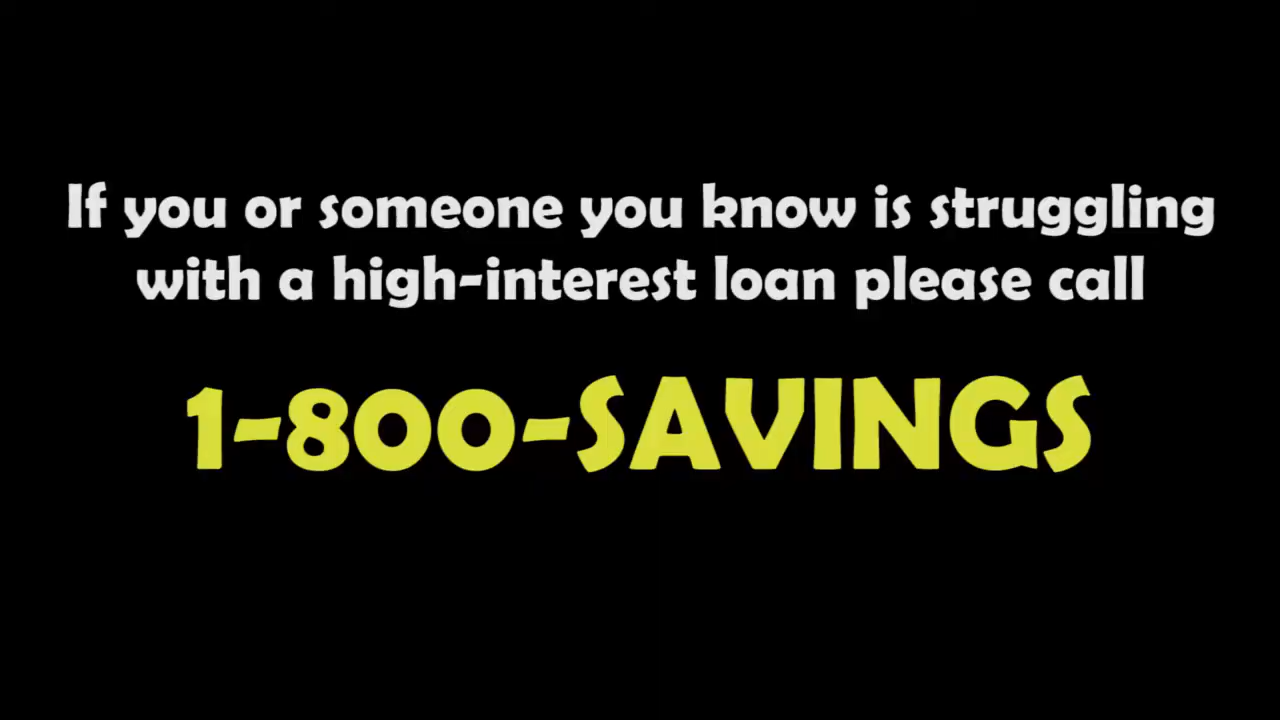 If you or someone you know is struggling
with a high-interest loan please call
1-800-SAVINGS